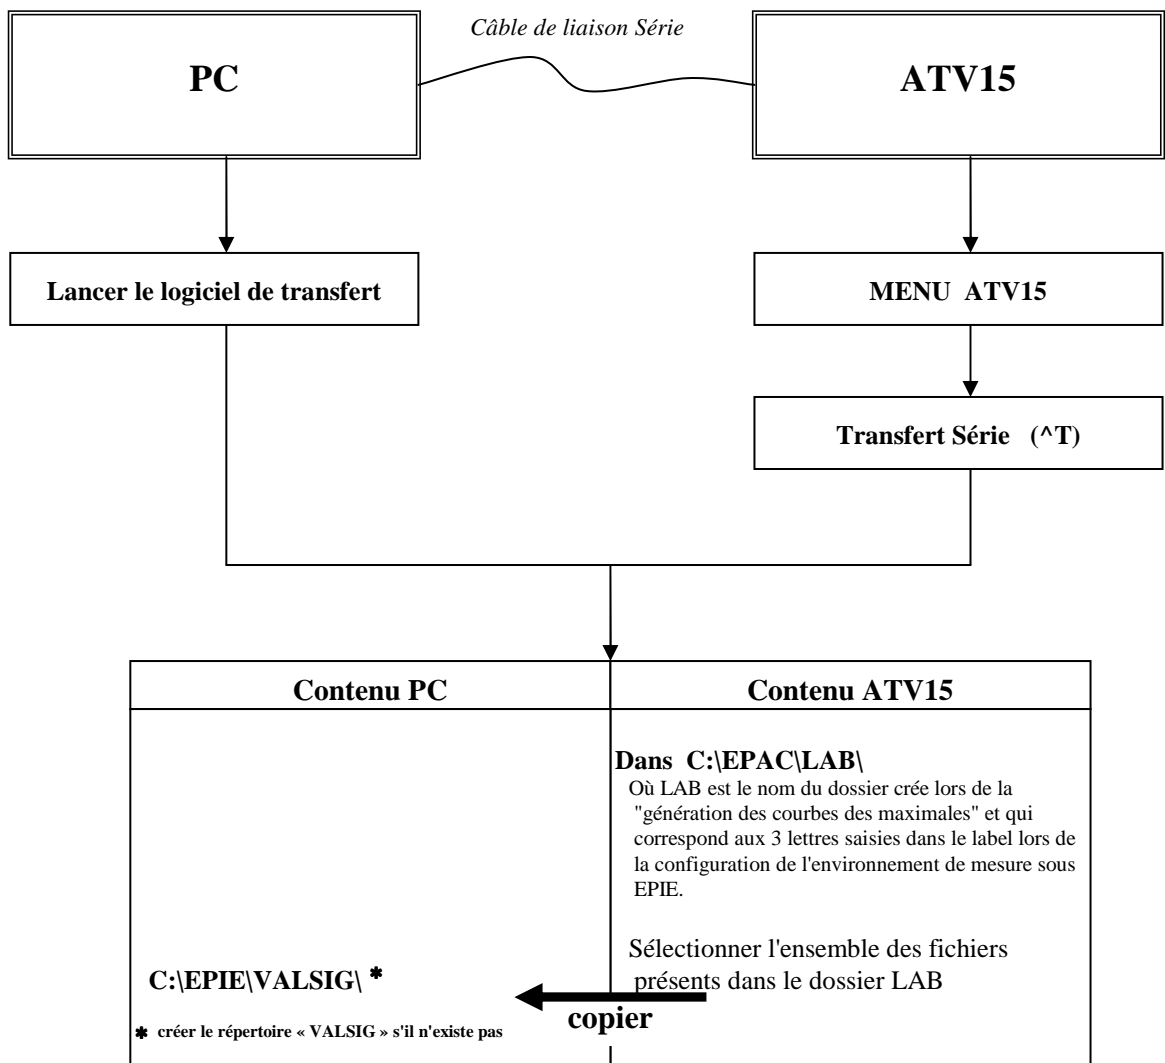 Câble de liaison Série
PC
ATV15
Lancer le logiciel de transfert
MENU ATV15
Transfert Série (^T)
Contenu PC
Contenu ATV15
Dans C:\EPAC\LAB\
Où LAB est le nom du dossier crée lors de la
"génération des courbes des maximales" et qui
correspond aux 3 lettres saisies dans le label lors de
la configuration de l'environnement de mesure sous
EPIE.
Sélectionner l'ensemble des fichiers
présents dans le dossier LAB
C:\EPIE\VALSIG\ *
copier
* créer le répertoire « VALSIG » s'il n'existe pas